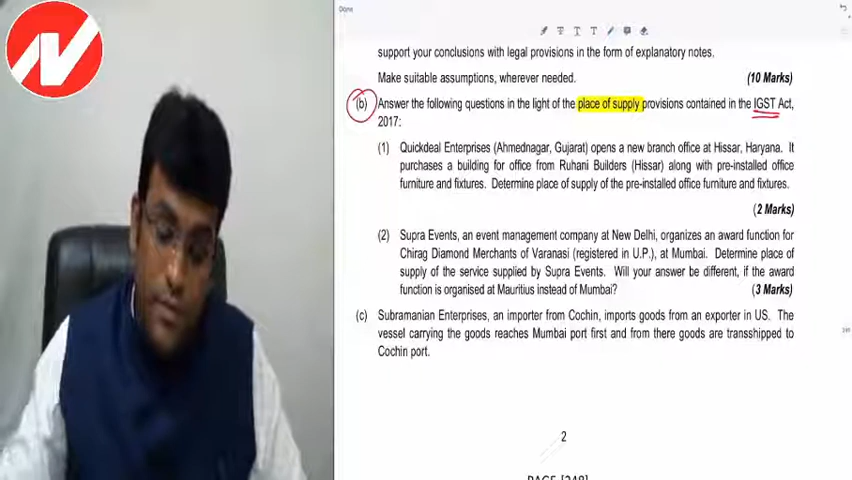 Done
support your conclusions with legal provisions in the form of explanatory notes.
Make suitable assumptions, wherever needed. (10 Marks)
(b) Answer the following questions in the light of the place of supply provisions contained in the IGST Act,
2017:
(1) Quickdeal Enterprises (Ahmednagar, Gujarat) opens a new branch office at Hissar, Haryana. It
purchases a building for office from Ruhani Builders (Hissar) along with pre-installed office
furniture and fixtures. Determine place of supply of the pre-installed office furniture and fixtures.
(2 Marks)
(2) Supra Events, an event management company at New Delhi, organizes an award function for
Chirag Diamond Merchants of Varanasi (registered in U.P.), at Mumbai. Determine place of
supply of the service supplied by Supra Events. Will your answer be different, if the award
function is organised at Mauritius instead of Mumbai? (3 Marks)
(c) Subramanian Enterprises, an importer from Cochin, imports goods from an exporter in US. The
vessel carrying the goods reaches Mumbai port first and from there goods are transshipped to
Cochin port.
2
PAGE [248]